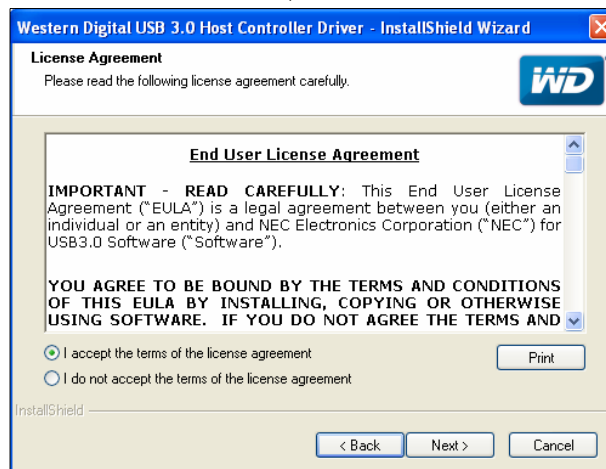 Western Digital USB 3.0 Host Controller Driver - InstallShield Wizard
License Agreement
Please read the following license agreement carefully.
WD
End User License Agreement
IMPORTANT - READ CAREFULLY: This End User License
Agreement ("EULA") is a legal agreement between you (either an
individual or an entity) and NEC Electronics Corporation ("NEC") for
USB3.0 Software ("Software").
YOU AGREE TO BE BOUND BY THE TERMS AND CONDITIONS
OF THIS EULA BY INSTALLING, COPYING OR OTHERWISE
USING SOFTWARE. IF YOU DO NOT AGREE THE TERMS AND
I accept the terms of the license agreement
Print
I do not accept the terms of the license agreement
InstallShield
< Back
Next >
Cancel